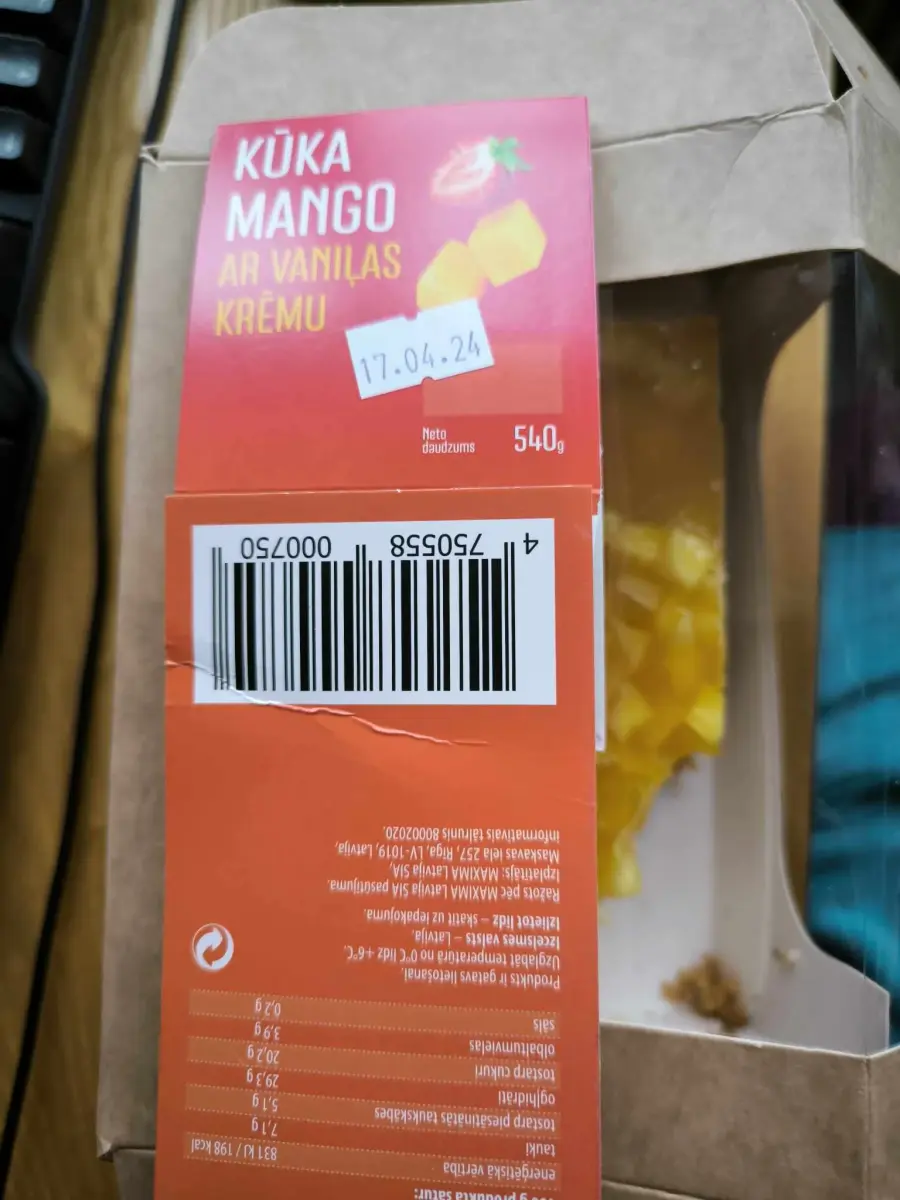 KŪKA
MANGO
AR VANIĻAS
KRĒMU
17.04.24
Neto
daudzums
540g
4 750558 000750
g produkta satur:
enerģētiskā vērtība 831 kJ / 198 kcal
tauki 7,1 g
tostarp piesātinātās taukskābes 5,1 g
ogļhidrāti 29,3 g
tostarp cukuri 20,2 g
olbaltumvielas 3,9 g
sāls 0,2 g
Produkts ir gatavs lietošanai.
Uzglabāt temperatūrā no 0°C līdz +6°C.
Izcelsmes valsts – Latvija.
Izlietot līdz – skatīt uz iepakojuma.
Ražots pēc MAXIMA Latvija SIA pasūtījuma.
Izplatītājs: MAXIMA Latvija SIA,
Maskavas iela 257, Rīga, LV-1019, Latvija,
informatīvais tālrunis 80002020.